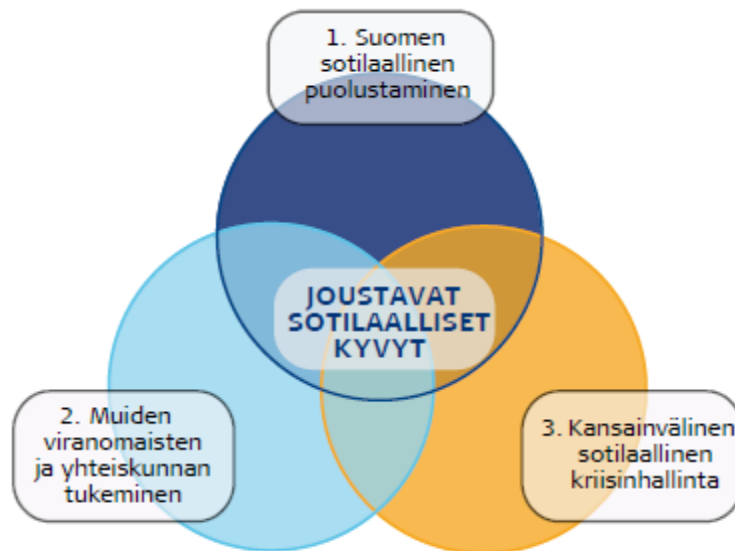 1. Suomen
sotilaallinen
puolustaminen
JOUSTAVAT
SOTILAALLISET
KYVYT
2. Muiden
viranomaisten
ja yhteiskunnan
tukeminen
3. Kansainvälinen
sotilaallinen
kriisinhallinta